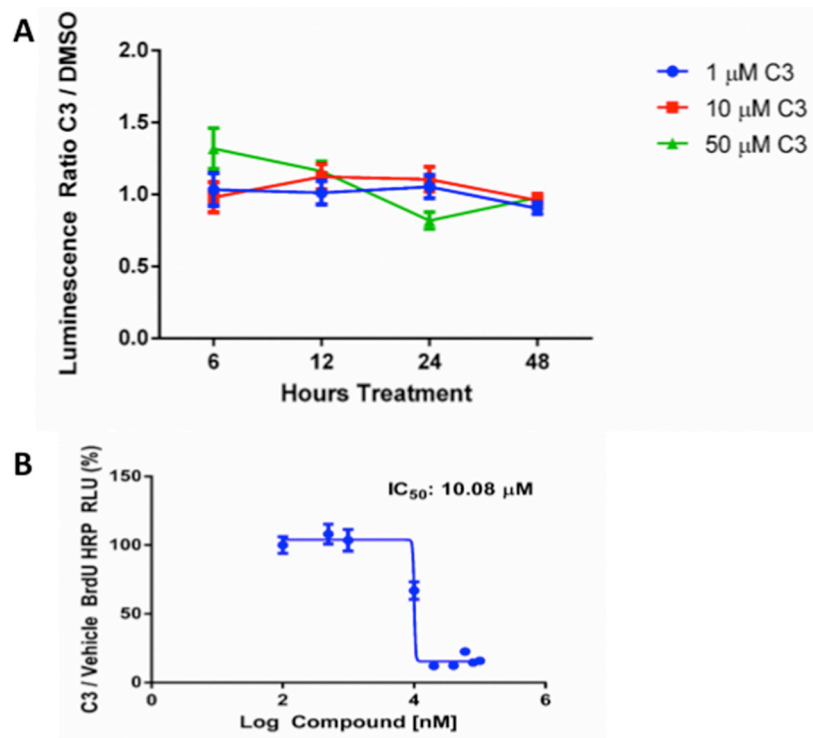 A
Luminescence Ratio C3 / DMSO
2.0
1.5
1.0
0.5
0.0
6 12 24 48
Hours Treatment
1 µM C3
10 µM C3
50 µM C3
B
C3 / Vehicle BrdU HRP RLU (%)
150
100
50
0
0 2 4 6
Log Compound [nM]
IC50: 10.08 µM